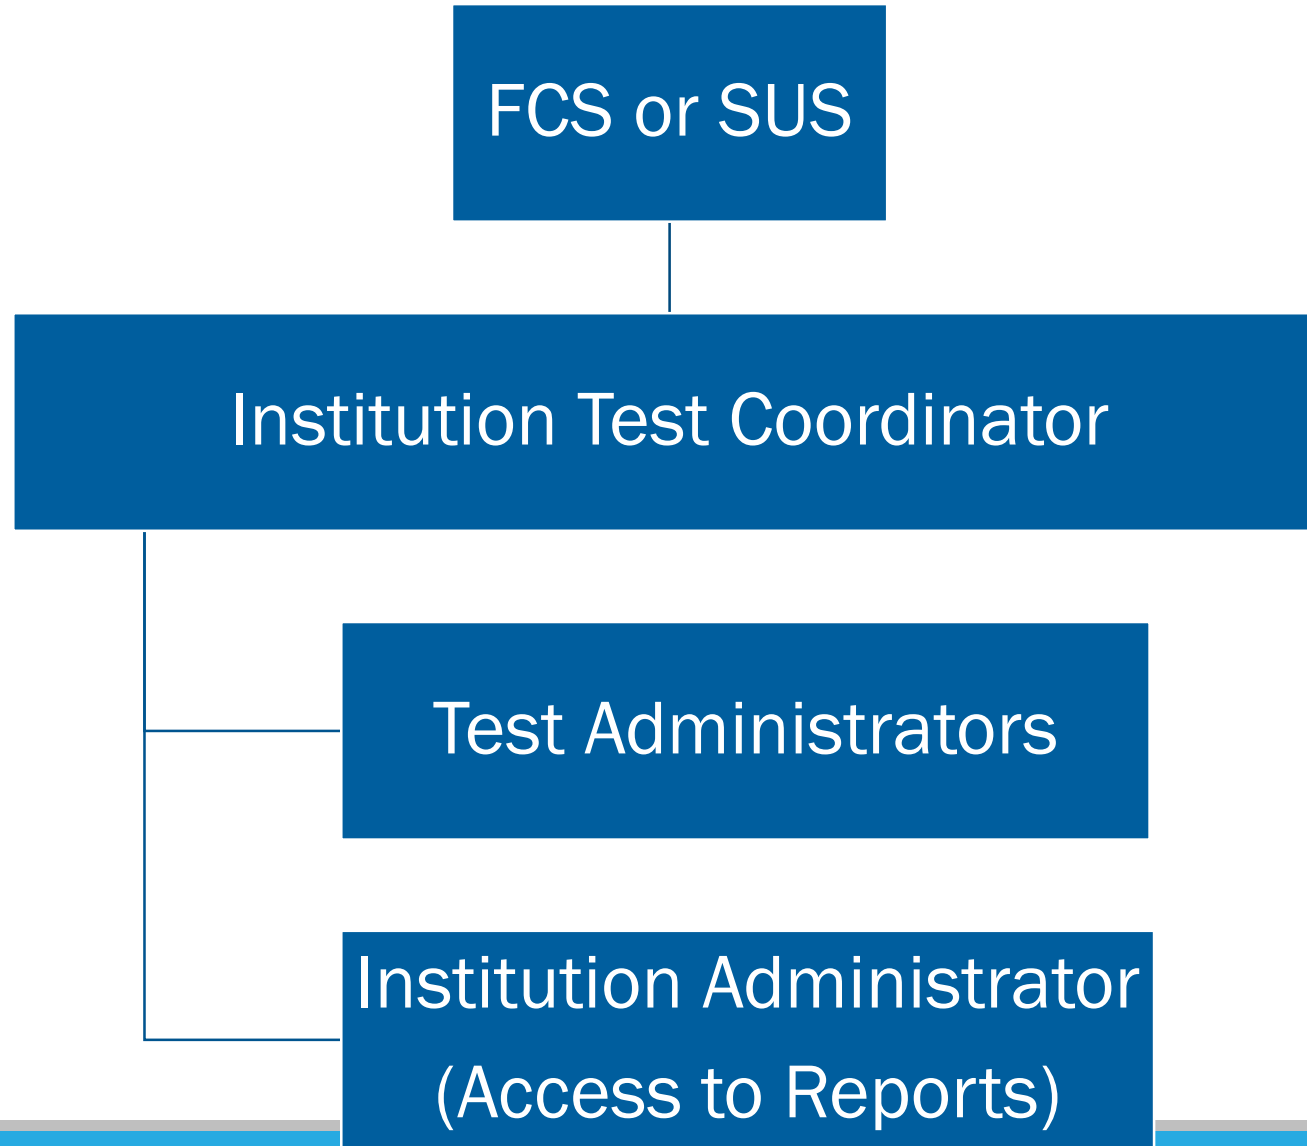 FCS or SUS
Institution Test Coordinator
Test Administrators
Institution Administrator
(Access to Reports)